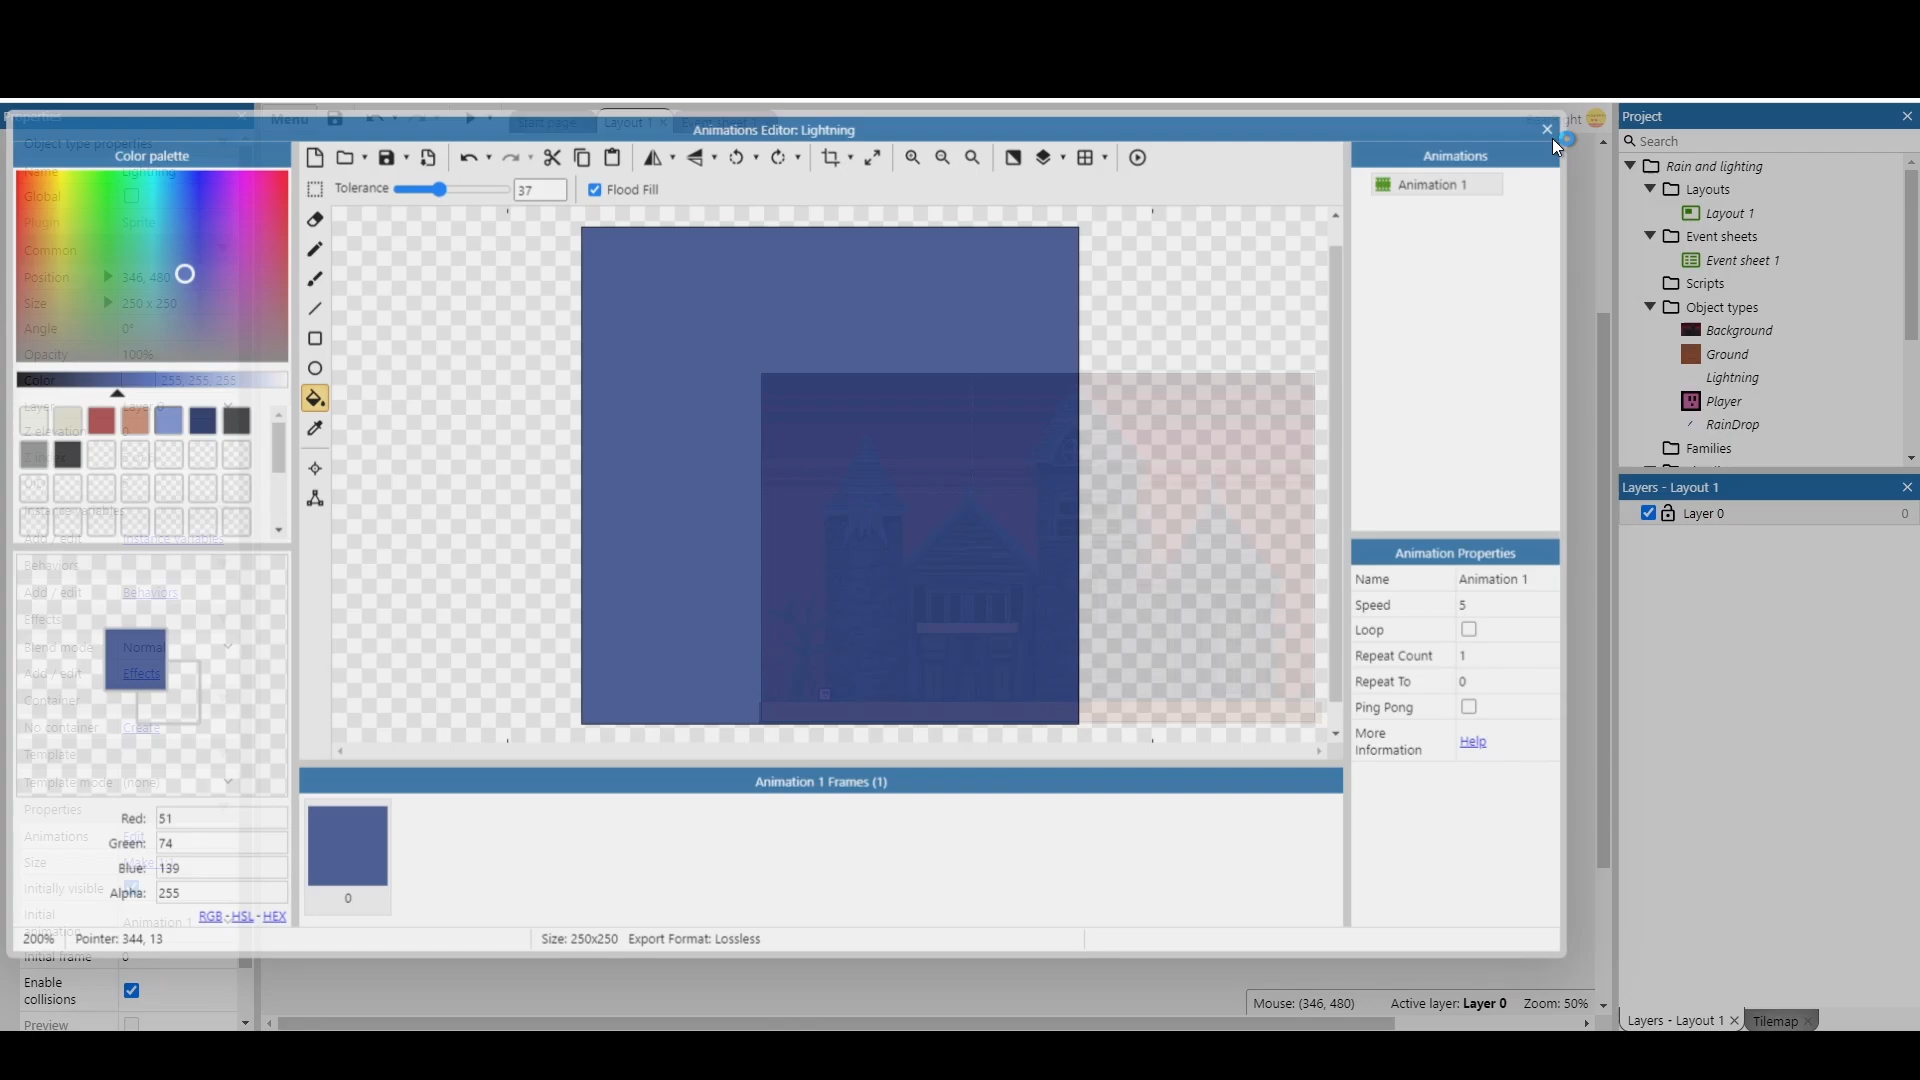 Properties
Menu
Start page
Layout 1
Event sheet
Animations Editor: Lightning
Object type properties
Color palette
Name
Lightning
Global
Plugin
Sprite
Common
Position
346, 480
Size
250 x 250
Angle
0°
Opacity
100%
Color
255, 255, 255
Layer
Layer 0
Z elevation
0
Z index
UID
Instance variables
Add / edit
Instance variables
Behaviors
Add / edit
Behaviors
Effects
Blend mode
Normal
Add / edit
Effects
Container
No container
Create
Template
Template mode
(none)
Properties
Animations
Edit
Size
Make 1:1
Initially visible
Initial animation
Animation 1
Red: 51
Green: 74
Blue: 139
Alpha: 255
RGB - HSL - HEX
200%
Pointer: 344, 13
Initial frame
0
Enable
collisions
Preview
Tolerance
37
Flood Fill
Animation 1 Frames (1)
0
Size: 250x250 Export Format: Lossless
Animations
Animation 1
Animation Properties
Name
Animation 1
Speed
5
Loop
Repeat Count
1
Repeat To
0
Ping Pong
More
Information
Help
Mouse: (346, 480)
Active layer: Layer 0
Zoom: 50%
Project
Search
Rain and lighting
Layouts
Layout 1
Event sheets
Event sheet 1
Scripts
Object types
Background
Ground
Lightning
Player
RainDrop
Families
Layers - Layout 1
Layer 0
0
Layers - Layout 1
Tilemap